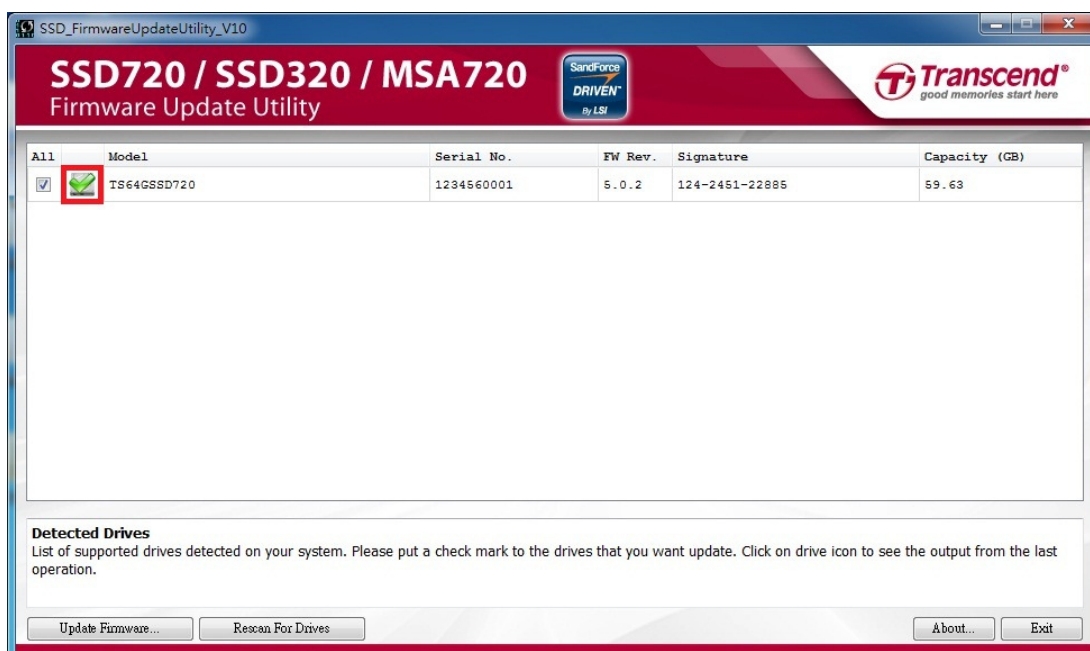 SSD_FirmwareUpdateUtility_V10
SSD720 / SSD320 / MSA720
Firmware Update Utility
SandForce
DRIVEN™
By LSI
Transcend®
good memories start here
All Model Serial No. FW Rev. Signature Capacity (GB)
TS64GSSD720 1234560001 5.0.2 124-2451-22885 59.63
Detected Drives
List of supported drives detected on your system. Please put a check mark to the drives that you want update. Click on drive icon to see the output from the last
operation.
Update Firmware... Rescan For Drives About... Exit